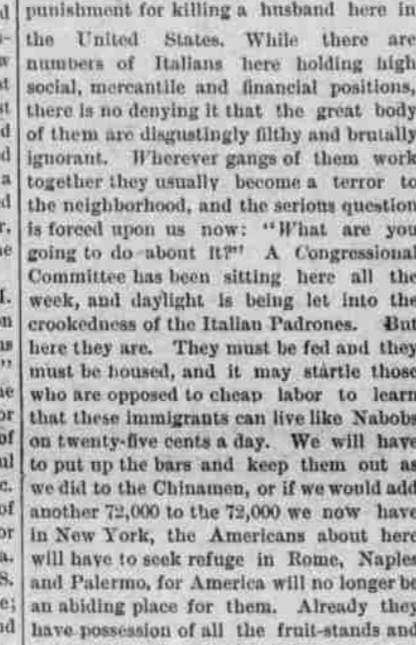 punishment for killing a husband here in
the United States. While there are
numbers of Italians here holding high
social, mercantile and financial positions,
there is no denying it that the great body
of them are disgustingly filthy and brutally
ignorant. Wherever gangs of them work
together they usually become a terror to
the neighborhood, and the serious question
is forced upon us now: "What are you
going to do about it?" A Congressional
Committee has been sitting here all the
week, and daylight is being let into the
crookedness of the Italian Padrones. But
here they are. They must be fed and they
must be housed, and it may startle those
who are opposed to cheap labor to learn
that these immigrants can live like Nabobs
on twenty-five cents a day. We will have
to put up the bars and keep them out as
we did to the Chinamen, or if we would add
another 72,000 to the 72,000 we now have
in New York, the Americans about here
will have to seek refuge in Rome, Naples
and Palermo, for America will no longer be
an abiding place for them. Already they
have possession of all the fruit-stands and